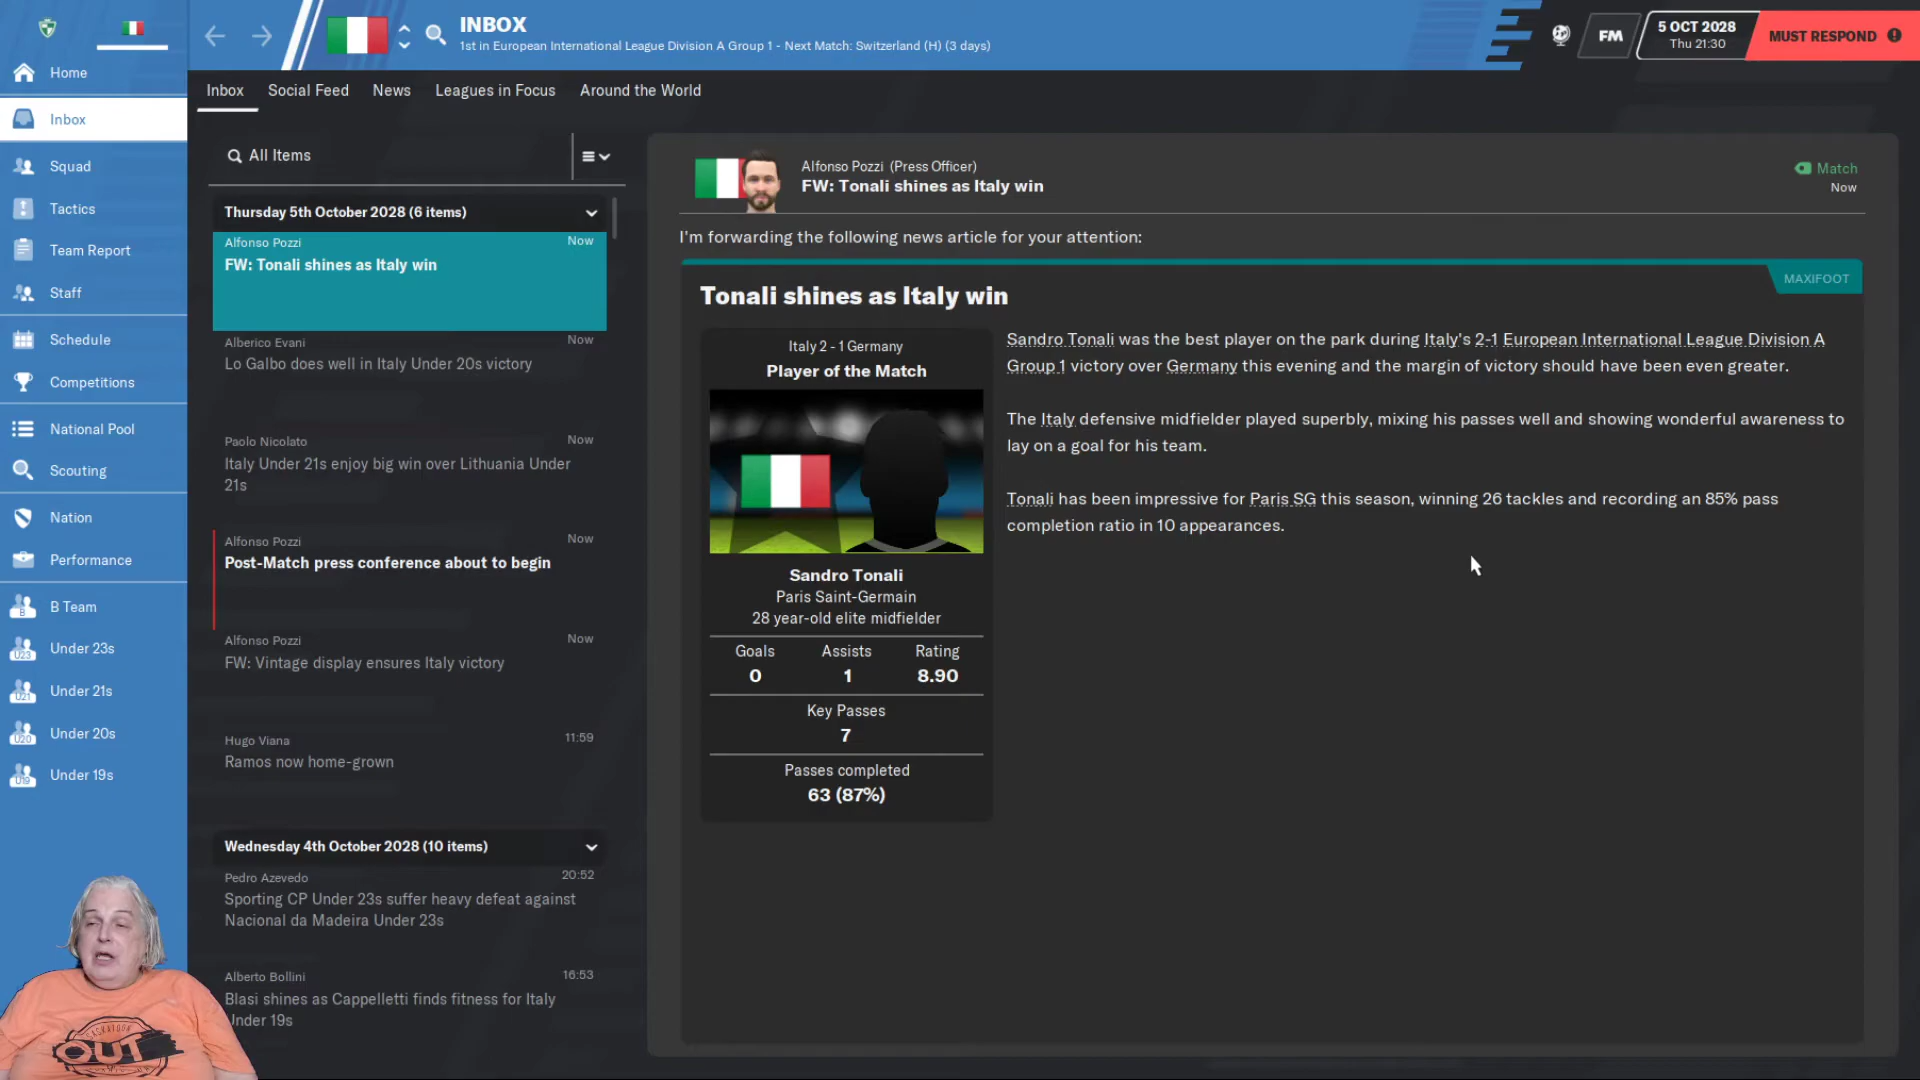 INBOX
1st in European International League Division A Group 1 - Next Match: Switzerland (H) (3 days)
FM
5 OCT 2028
Thu 21:30
MUST RESPOND
Home
Inbox
Squad
Tactics
Team Report
Staff
Schedule
Competitions
National Pool
Scouting
Nation
Performance
B
B Team
U23
Under 23s
U21
Under 21s
U20
Under 20s
U19
Under 19s
Inbox
Social Feed
News
Leagues in Focus
Around the World
All Items
Thursday 5th October 2028 (6 items)
Alfonso Pozzi
Now
FW: Tonali shines as Italy win
Alberico Evani
Now
Lo Galbo does well in Italy Under 20s victory
Paolo Nicolato
Now
Italy Under 21s enjoy big win over Lithuania Under
21s
Alfonso Pozzi
Now
Post-Match press conference about to begin
Alfonso Pozzi
Now
FW: Vintage display ensures Italy victory
Hugo Viana
11:59
Ramos now home-grown
Wednesday 4th October 2028 (10 items)
Pedro Azevedo
20:52
Sporting CP Under 23s suffer heavy defeat against
Nacional da Madeira Under 23s
Alberto Bollini
16:53
Blasi shines as Cappelletti finds fitness for Italy
Under 19s
Alfonso Pozzi (Press Officer)
FW: Tonali shines as Italy win
Match
Now
I'm forwarding the following news article for your attention:
MAXIFOOT
Tonali shines as Italy win
Italy 2 - 1 Germany
Player of the Match
Sandro Tonali
Paris Saint-Germain
28 year-old elite midfielder
Goals
Assists
Rating
0
1
8.90
Key Passes
7
Passes completed
63 (87%)
Sandro Tonali was the best player on the park during Italy's 2-1 European International League Division A
Group 1 victory over Germany this evening and the margin of victory should have been even greater.
The Italy defensive midfielder played superbly, mixing his passes well and showing wonderful awareness to
lay on a goal for his team.
Tonali has been impressive for Paris SG this season, winning 26 tackles and recording an 85% pass
completion ratio in 10 appearances.
SASKATOON
OUT